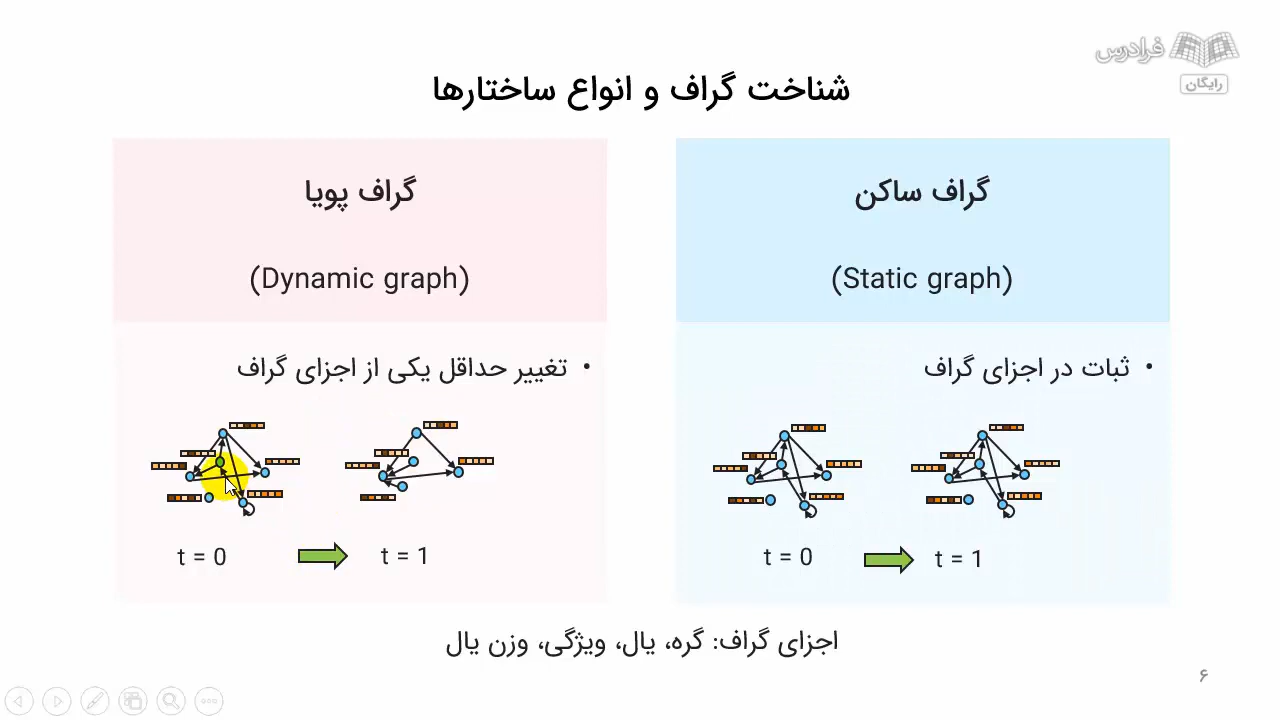 فرادرس
رایگان
شناخت گراف و انواع ساختارها
گراف ساکن
(Static graph)
• ثبات در اجزای گراف
t = 0
t = 1
گراف پویا
(Dynamic graph)
• تغییر حداقل یکی از اجزای گراف
t = 0
t = 1
اجزای گراف: گره، یال، ویژگی، وزن یال
۶